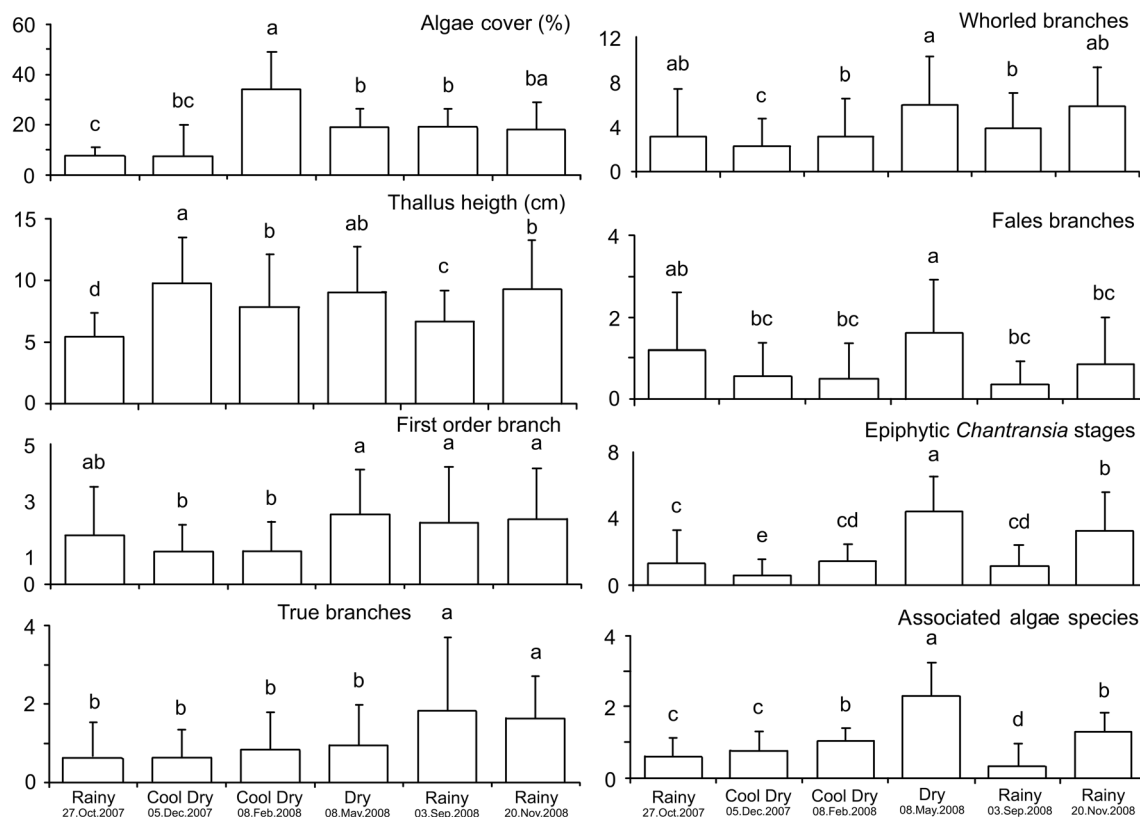 Algae cover (%)
60
40
20
0
c
bc
a
b
b
ba
Thallus heigth (cm)
15
10
5
0
d
a
b
ab
c
b
First order branch
5
3
1
0
ab
b
b
a
a
a
True branches
4
2
0
b
b
b
b
a
a
Rainy
27.Oct.2007
Cool Dry
05.Dec.2007
Cool Dry
08.Feb.2008
Dry
08.May.2008
Rainy
03.Sep.2008
Rainy
20.Nov.2008
Whorled branches
12
8
4
0
ab
c
b
a
b
ab
Fales branches
4
2
0
ab
bc
bc
a
bc
bc
Epiphytic Chantransia stages
8
4
0
c
e
cd
a
cd
b
Associated algae species
4
2
0
c
c
b
a
d
b
Rainy
27.Oct.2007
Cool Dry
05.Dec.2007
Cool Dry
08.Feb.2008
Dry
08.May.2008
Rainy
03.Sep.2008
Rainy
20.Nov.2008